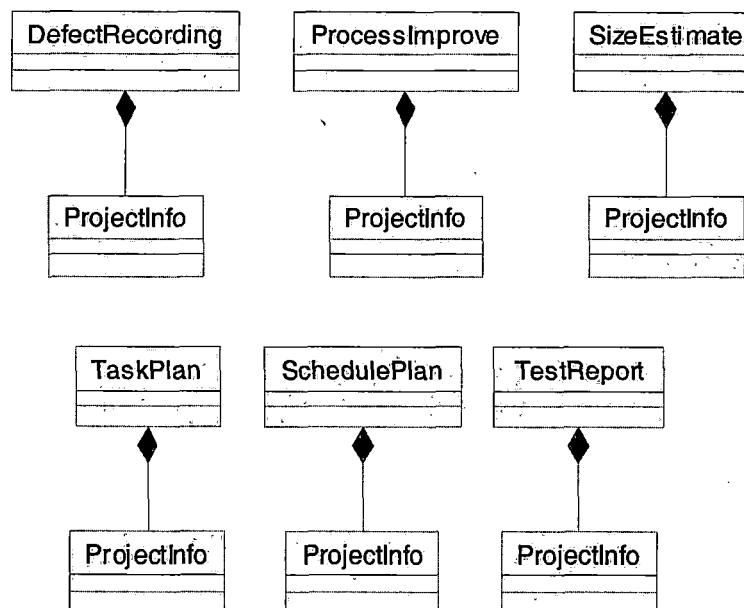 DefectRecording ProcessImprove SizeEstimate
ProjectInfo ProjectInfo ProjectInfo
TaskPlan SchedulePlan TestReport
ProjectInfo ProjectInfo ProjectInfo